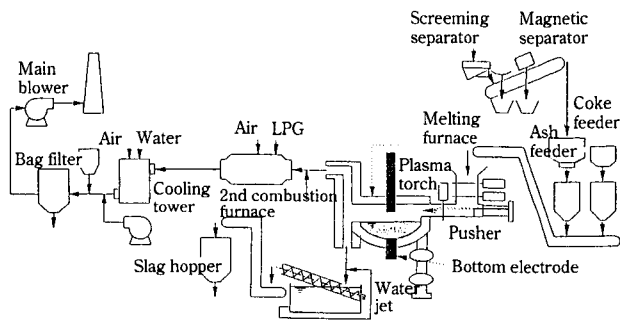 Screeming
separator
Magnetic
separator
Main
blower
Coke
feeder
Melting
furnace
Ash
feeder
Air
LPG
Air
Water
Plasma
torch
Bag filter
Cooling
tower
2nd combustion
furnace
Pusher
Slag hopper
Bottom electrode
Water
jet